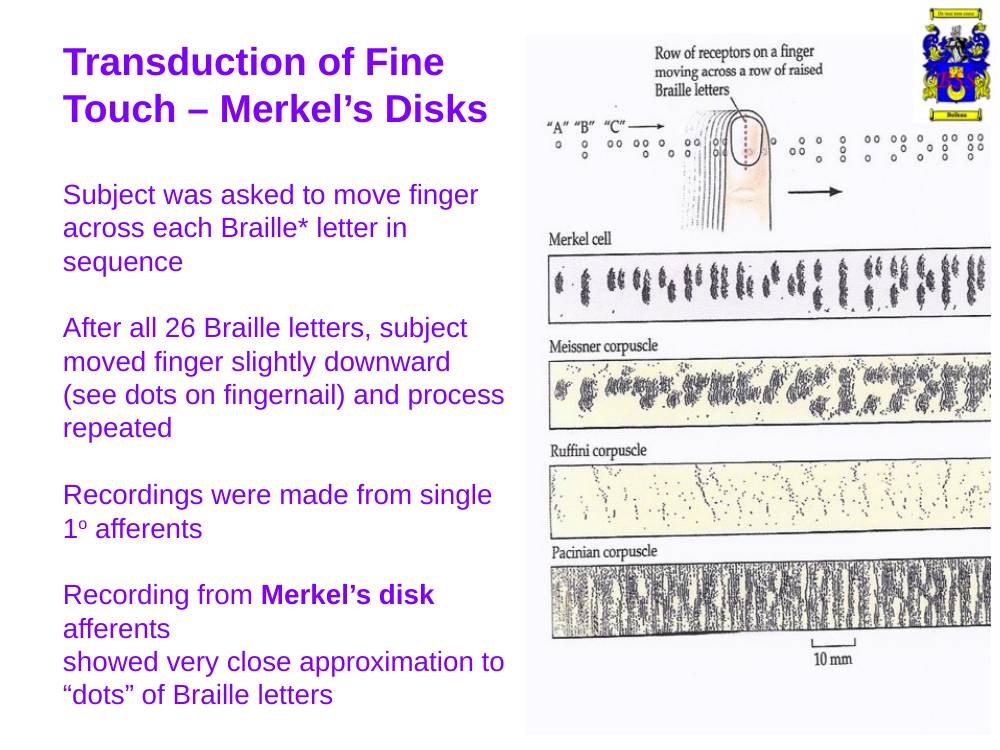 Transduction of Fine
Touch – Merkel’s Disks
Subject was asked to move finger
across each Braille* letter in
sequence
After all 26 Braille letters, subject
moved finger slightly downward
(see dots on fingernail) and process
repeated
Recordings were made from single
1º afferents
Recording from Merkel’s disk
afferents
showed very close approximation to
“dots” of Braille letters
Row of receptors on a finger
moving across a row of raised
Braille letters
“A” “B” “C”
Merkel cell
Meissner corpuscle
Ruffini corpuscle
Pacinian corpuscle
10 mm